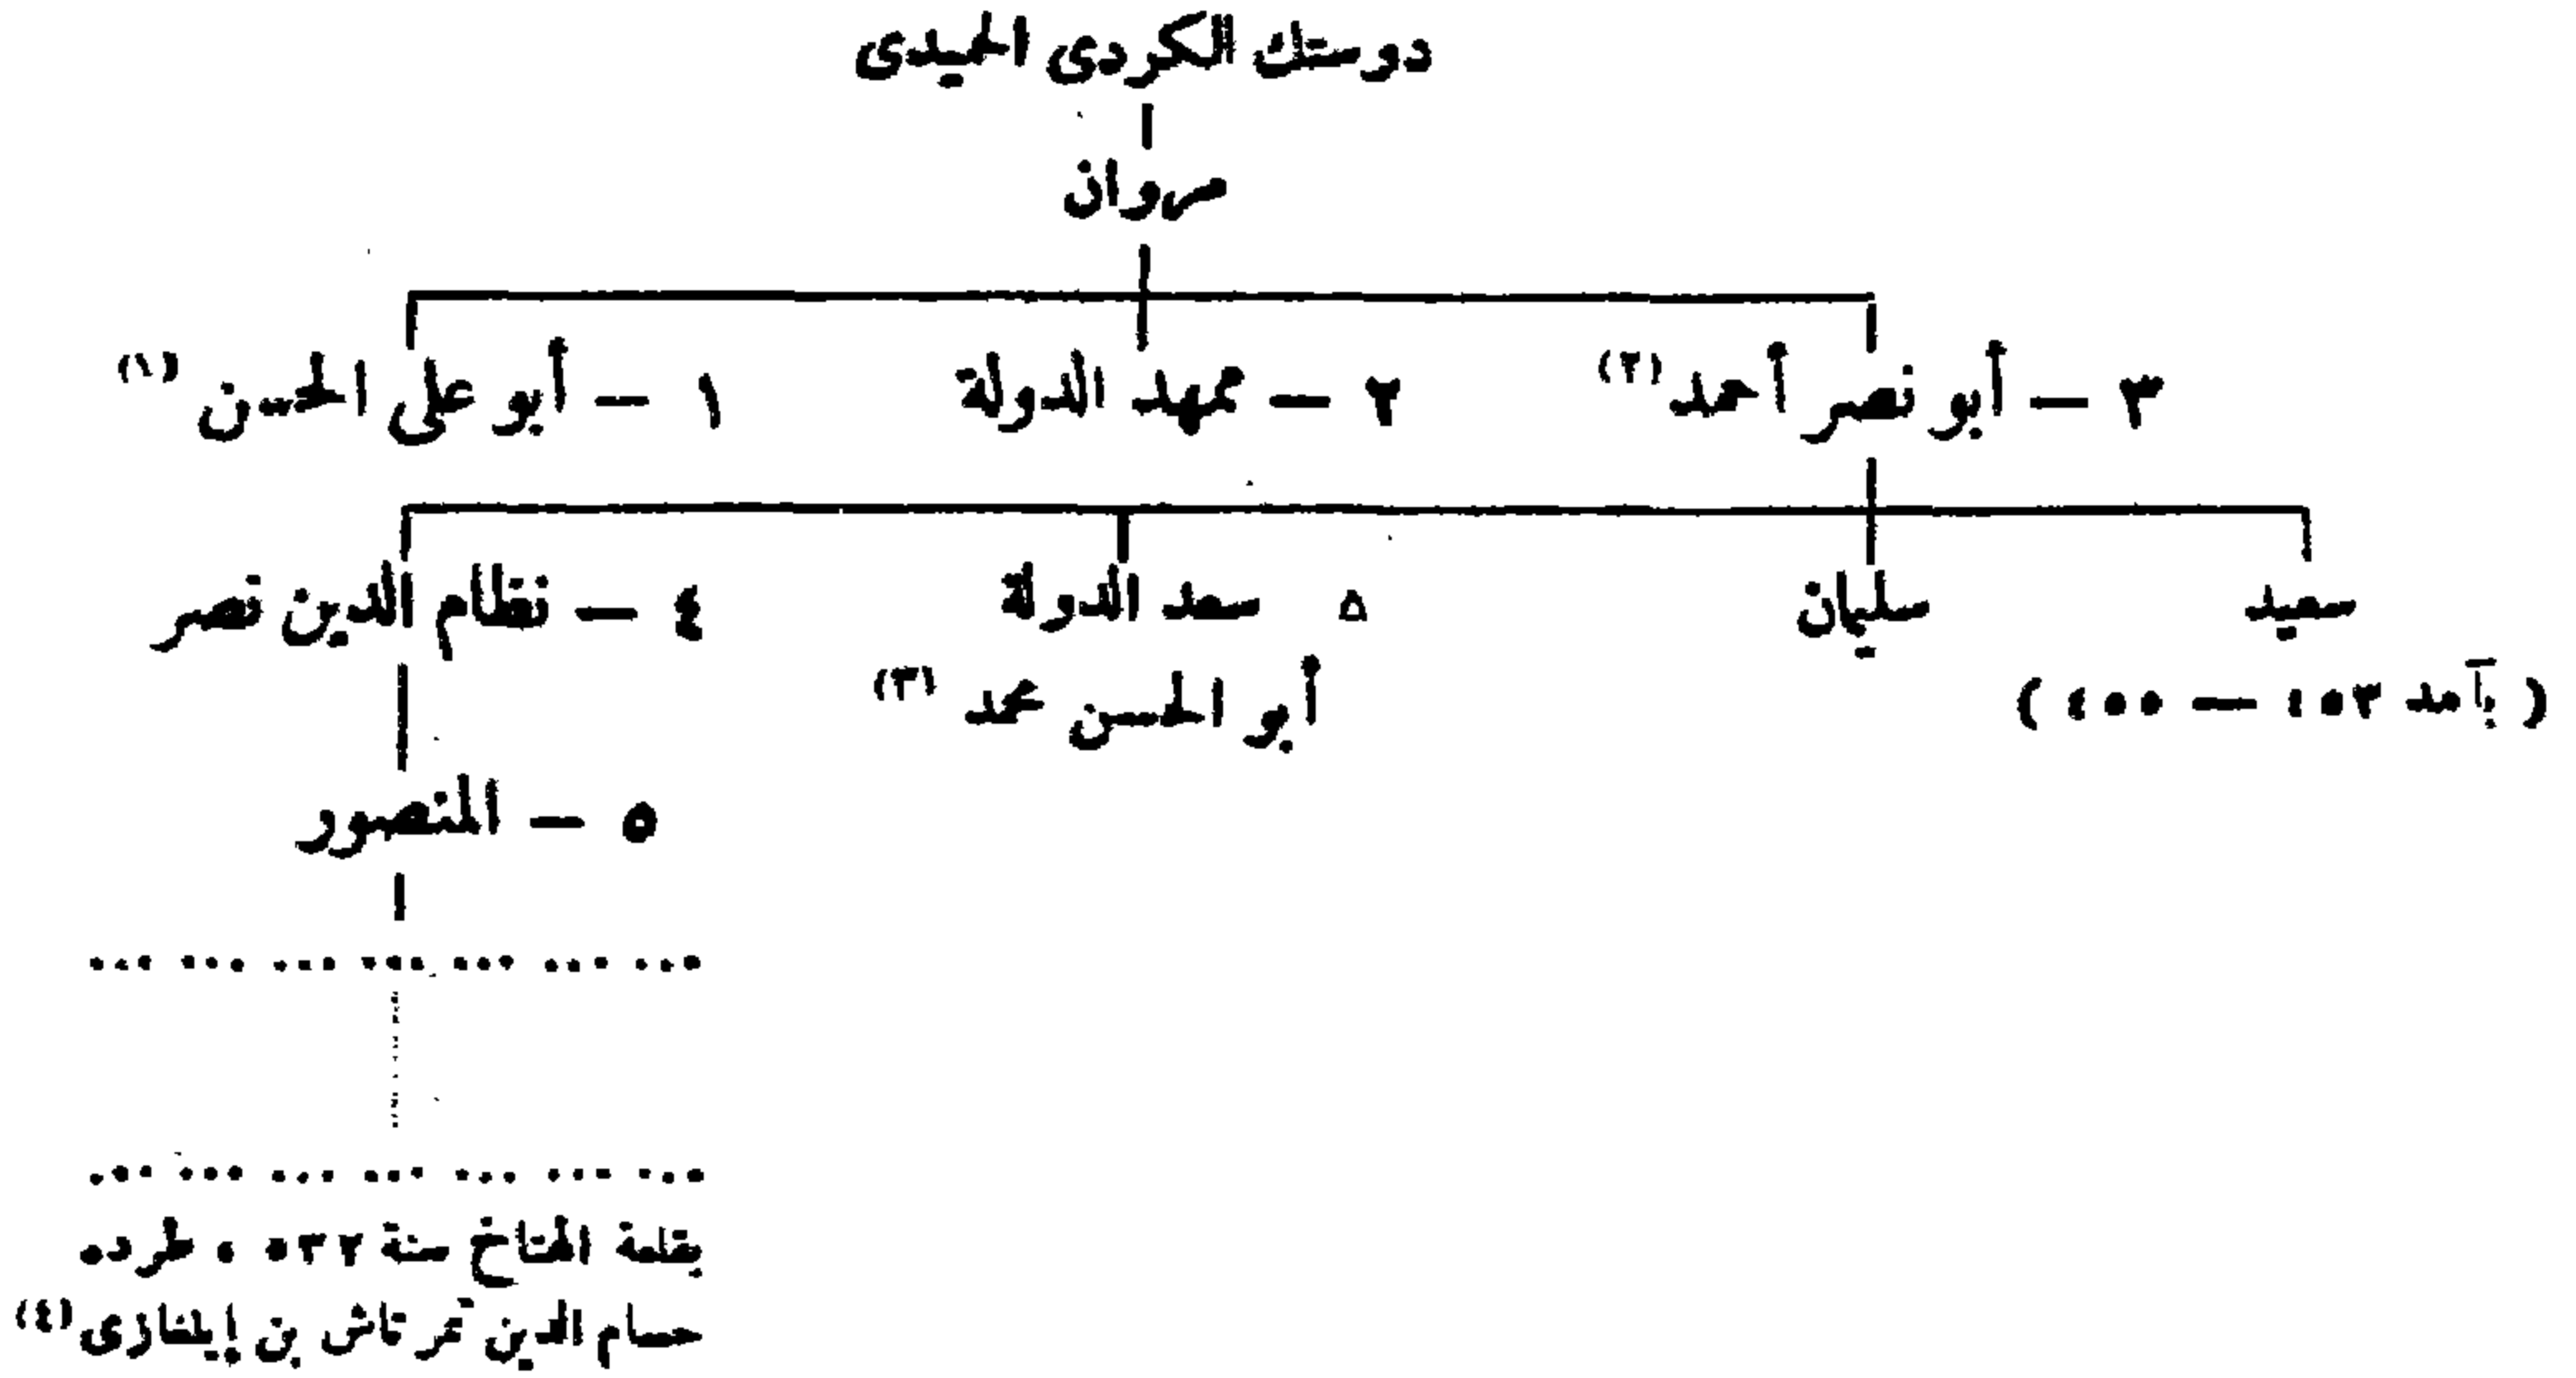 دوستك الكردى الحميدى
مروان
٣ — أبو نصر أحمد (٢)
٢ — ممهد الدولة
١ — أبو على الحسن (١)
سعيد
(بآمد ٤٥٣ — ٤٥٥)
سليمان
٥ سعد الدولة
أبو الحسن محمد (٣)
٤ — نظام الدين نصر
٥ — المنصور
... ... ... ... ... ... ...
... ... ... ... ... ... ...
بقلعة الهتاخ سنة ٥٣٢ ، طرده
حسام الدين تمرتاش بن إيلغازى (٤)